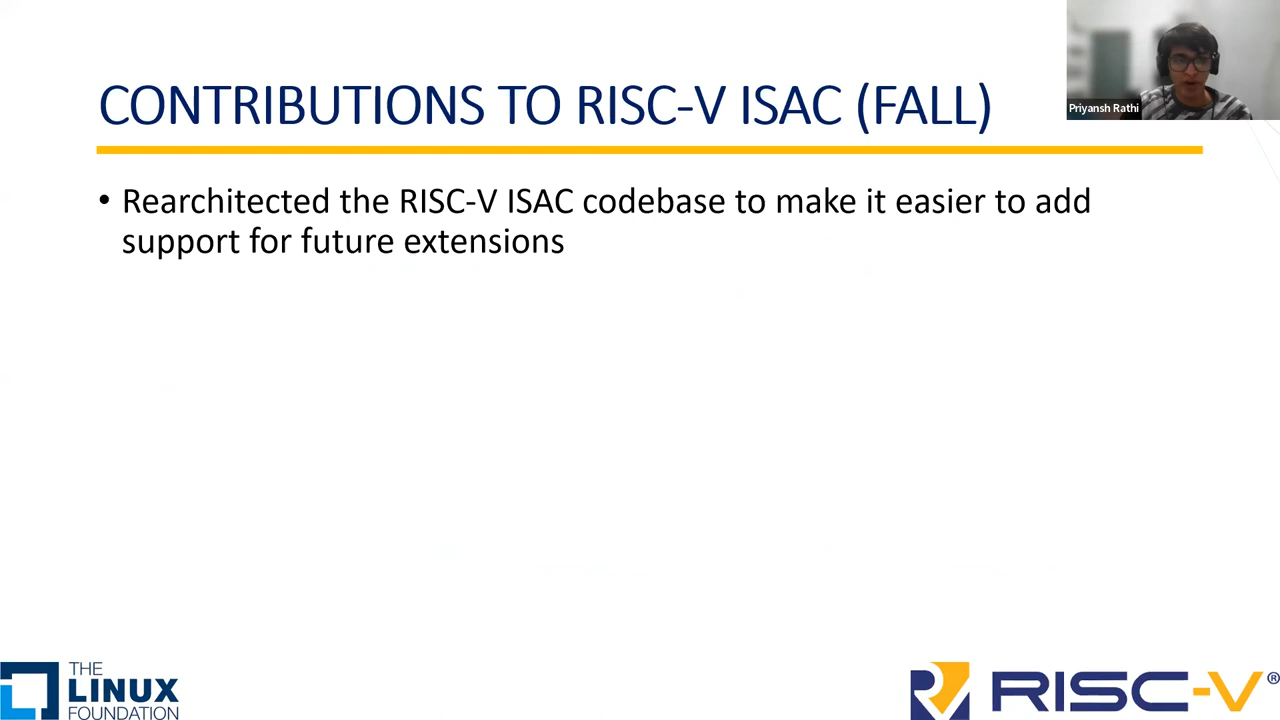 CONTRIBUTIONS TO RISC-V ISAC (FALL)
Priyansh Rathi
• Rearchitected the RISC-V ISAC codebase to make it easier to add
support for future extensions
THE
LINUX
FOUNDATION
RISC-V®